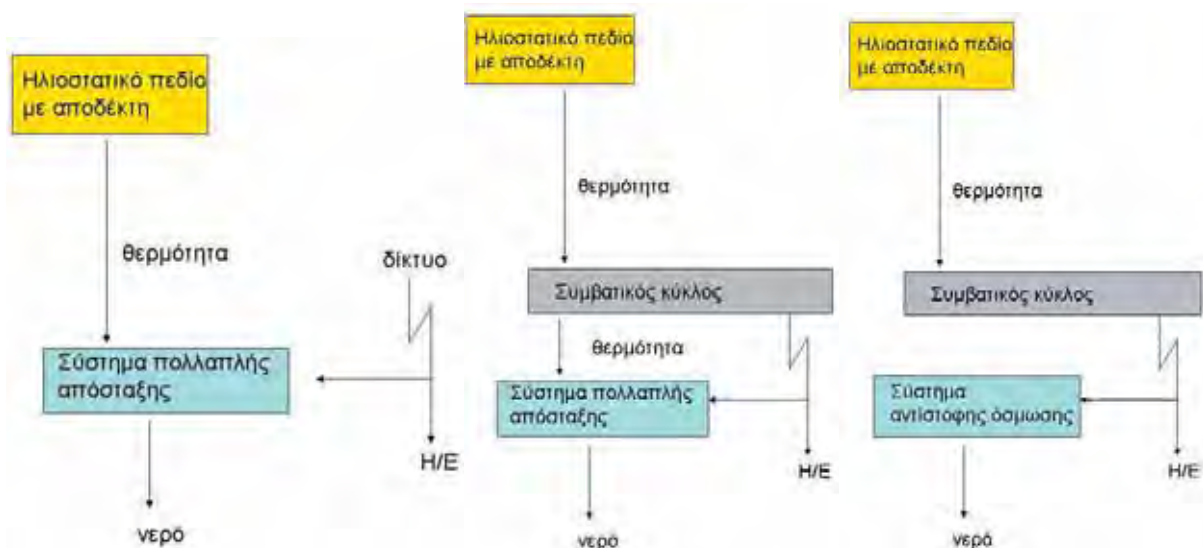 Ηλιοστατικό πεδίο
με αποδέκτη
θερμότητα
δίκτυο
Σύστημα πολλαπλής
απόσταξης
Η/Ε
νερό
Ηλιοστατικό πεδίο
με αποδέκτη
θερμότητα
Συμβατικός κύκλος
θερμότητα
Σύστημα πολλαπλής
απόσταξης
Η/Ε
νερό
Ηλιοστατικό πεδίο
με αποδέκτη
θερμότητα
Συμβατικός κύκλος
Σύστημα
αντίστοφης όσμωσης
Η/Ε
νερό